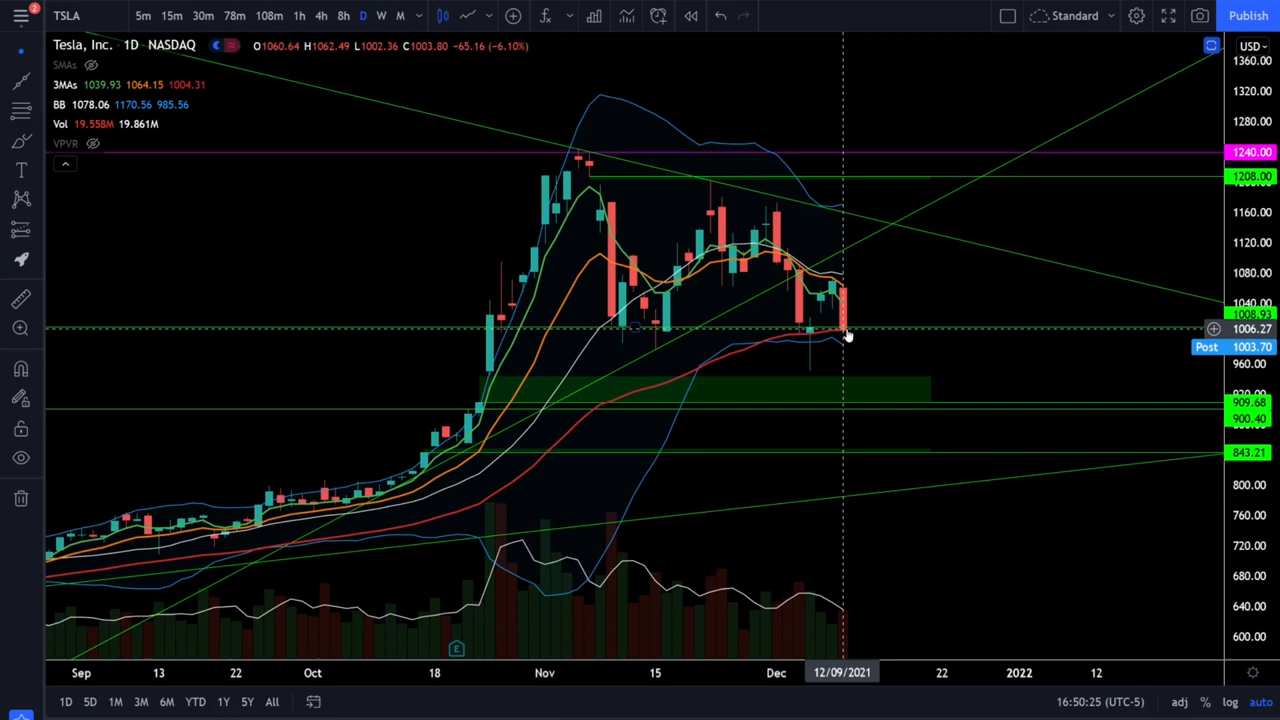 2
TSLA 5m 15m 30m 78m 108m 1h 4h 8h D W M Standard Publish
Tesla, Inc. 1D NASDAQ O1060.64 H1062.49 L1002.36 C1003.80 −65.16 (−6.10%)
SMAs
3MAs 1039.93 1064.15 1004.31
BB 1078.06 1170.56 985.56
Vol 19.558M 19.861M
VPVR
USD
1360.00
1320.00
1280.00
1240.00
1208.00
1160.00
1120.00
1080.00
1040.00
1008.93
1006.27
Post 1003.70
960.00
909.68
900.40
843.21
800.00
760.00
720.00
680.00
640.00
600.00
E
Sep 13 22 Oct 18 Nov 15 Dec 12/09/2021 22 2022 12
1D 5D 1M 3M 6M YTD 1Y 5Y All 16:50:25 (UTC-5) adj % log auto